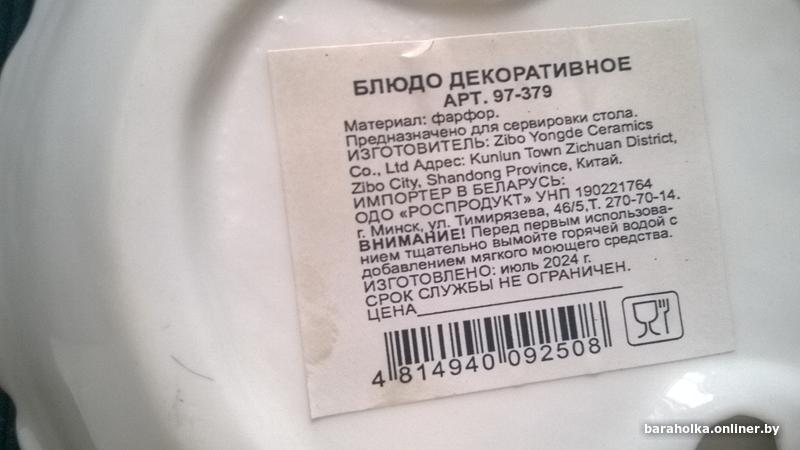 БЛЮДО ДЕКОРАТИВНОЕ
АРТ. 97-379
Материал: фарфор.
Предназначено для сервировки стола.
ИЗГОТОВИТЕЛЬ: Zibo Yongde Ceramics
Co., Ltd Адрес: Kunlun Town Zichuan District,
Zibo City, Shandong Province, Китай.
ИМПОРТЕР В БЕЛАРУСЬ:
ОДО «РОСПРОДУКТ» УНП 190221764
г. Минск, ул. Тимирязева, 46/5,Т. 270-70-14.
ВНИМАНИЕ! Перед первым использова-
нием тщательно вымойте горячей водой с
добавлением мягкого моющего средства.
ИЗГОТОВЛЕНО: июль 2024 г.
СРОК СЛУЖБЫ НЕ ОГРАНИЧЕН.
ЦЕНА
4 814940 092508
baraholka.onliner.by